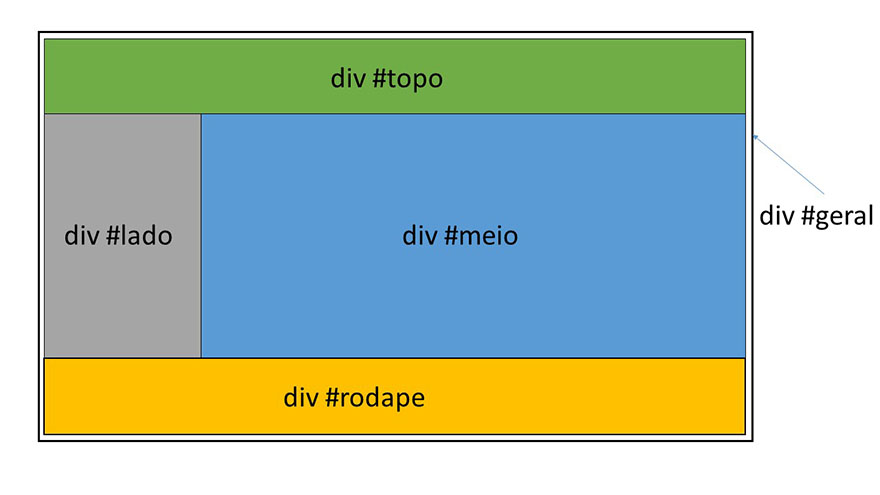 div #topo
div #lado
div #meio
div #geral
div #rodape